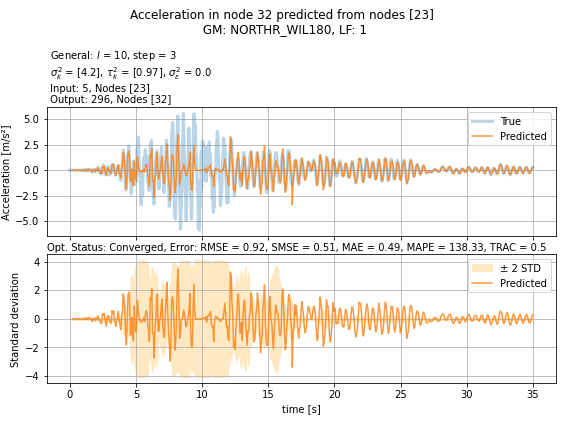 Acceleration in node 32 predicted from nodes [23]
GM: NORTHR_WIL180, LF: 1
General: l = 10, step = 3
σ²ₖ = [4.2], τ²ₖ = [0.97], σ²ε = 0.0
Input: 5, Nodes [23]
Output: 296, Nodes [32]
Acceleration [m/s²]
5.0
2.5
0.0
−2.5
−5.0
True
Predicted
Opt. Status: Converged, Error: RMSE = 0.92, SMSE = 0.51, MAE = 0.49, MAPE = 138.33, TRAC = 0.5
Standard deviation
4
2
0
−2
−4
± 2 STD
Predicted
0 5 10 15 20 25 30 35
time [s]